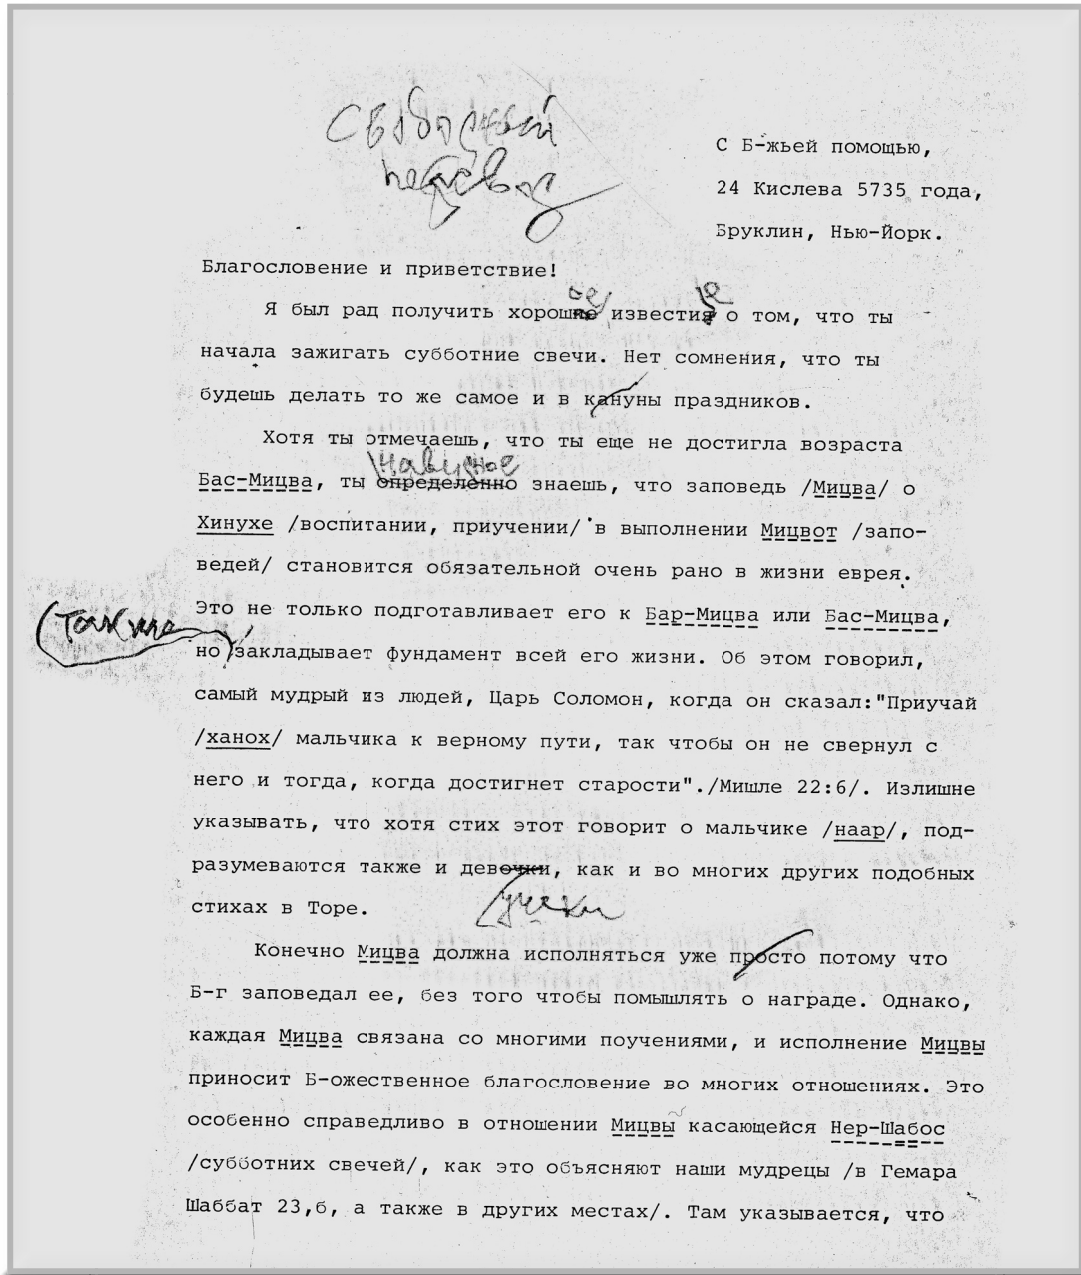 Свободный
перевод
С Б-жьей помощью,
24 Кислева 5735 года,
Бруклин, Нью-Йорк.
Благословение и приветствие!
ое е
Я был рад получить хорошие известия о том, что ты
начала зажигать субботние свечи. Нет сомнения, что ты
будешь делать то же самое и в кануны праздников.
Хотя ты отмечаешь, что ты еще не достигла возраста
Бас-Мицва, ты определенно знаешь, что заповедь /Мицва/ о
Хинухе /воспитании, приучении/ в выполнении Мицвот /запо-
ведей/ становится обязательной очень рано в жизни еврея.
Это не только подготавливает его к Бар-Мицва или Бас-Мицва,
(также)
но закладывает фундамент всей его жизни. Об этом говорил,
самый мудрый из людей, Царь Соломон, когда он сказал:"Приучай
/ханох/ мальчика к верному пути, так чтобы он не свернул с
него и тогда, когда достигнет старости"./Мишле 22:6/. Излишне
указывать, что хотя стих этот говорит о мальчике /наар/, под-
разумеваются также и девочки, как и во многих других подобных
стихах в Торе.
Конечно Мицва должна исполняться уже просто потому что
Б-г заповедал ее, без того чтобы помышлять о награде. Однако,
каждая Мицва связана со многими поучениями, и исполнение Мицвы
приносит Б-ожественное благословение во многих отношениях. Это
особенно справедливо в отношении Мицвы касающейся Нер-Шабос
/субботних свечей/, как это объясняют наши мудрецы /в Гемара
Шаббат 23,б, а также в других местах/. Там указывается, что